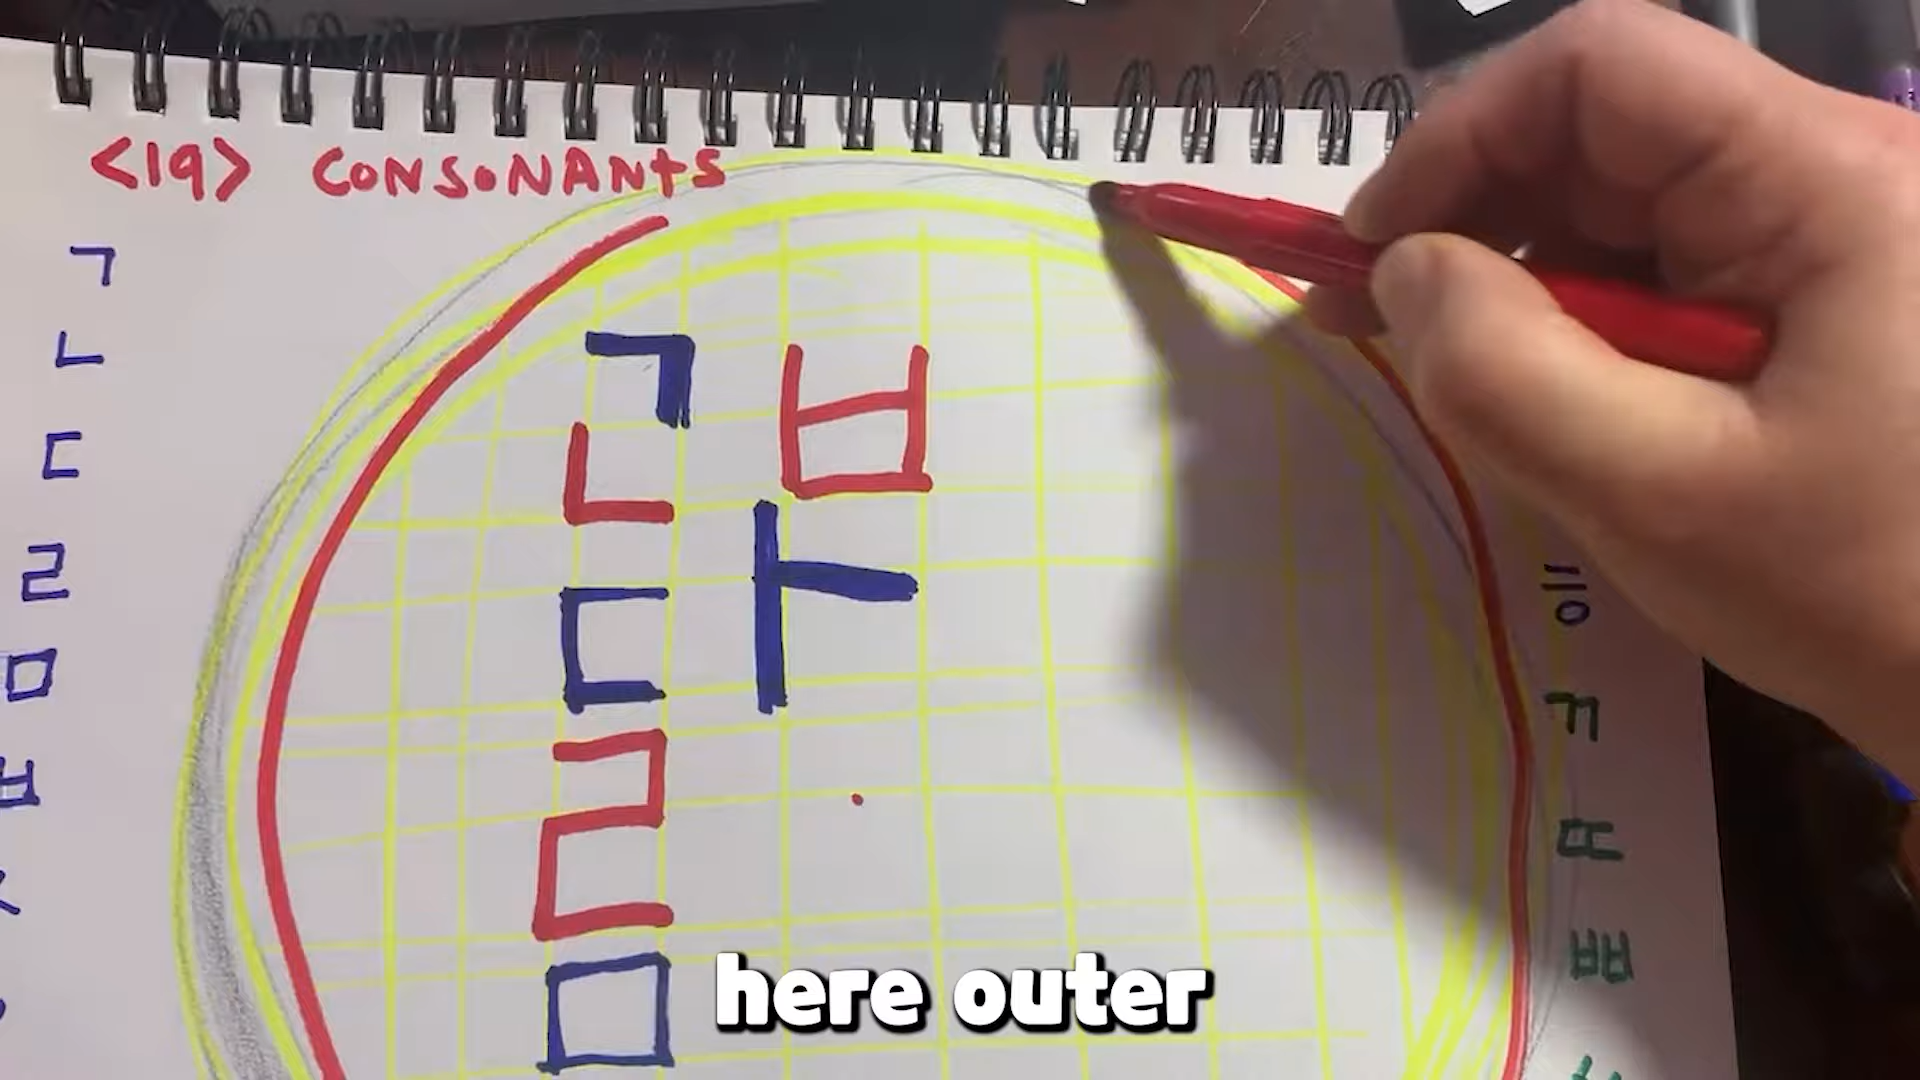 <19> CONSONANTS
ㄱ
ㄴ
ㄷ
ㄹ
ㅁ
ㅂ
ㅅ
ㄱ ㅂ
ㄴ ㅏ
ㄷ
ㄹ
ㅁ
ㅂ
ㅃ
here outer